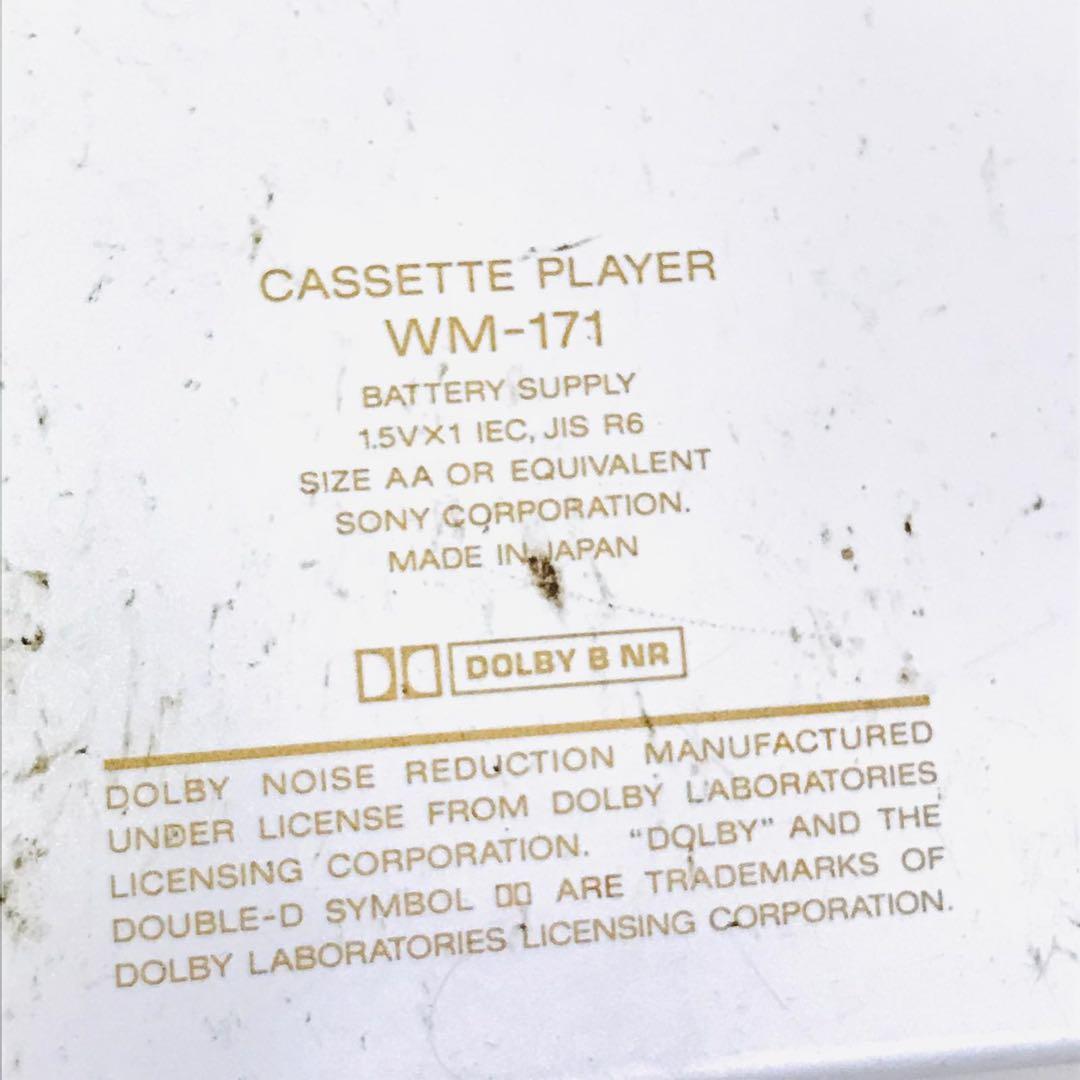 CASSETTE PLAYER
WM-171
BATTERY SUPPLY
1.5VX1 IEC, JIS R6
SIZE AA OR EQUIVALENT
SONY CORPORATION.
MADE IN JAPAN
DOLBY B NR
DOLBY NOISE REDUCTION MANUFACTURED
UNDER LICENSE FROM DOLBY LABORATORIES
LICENSING CORPORATION. "DOLBY" AND THE
DOUBLE-D SYMBOL ARE TRADEMARKS OF
DOLBY LABORATORIES LICENSING CORPORATION.